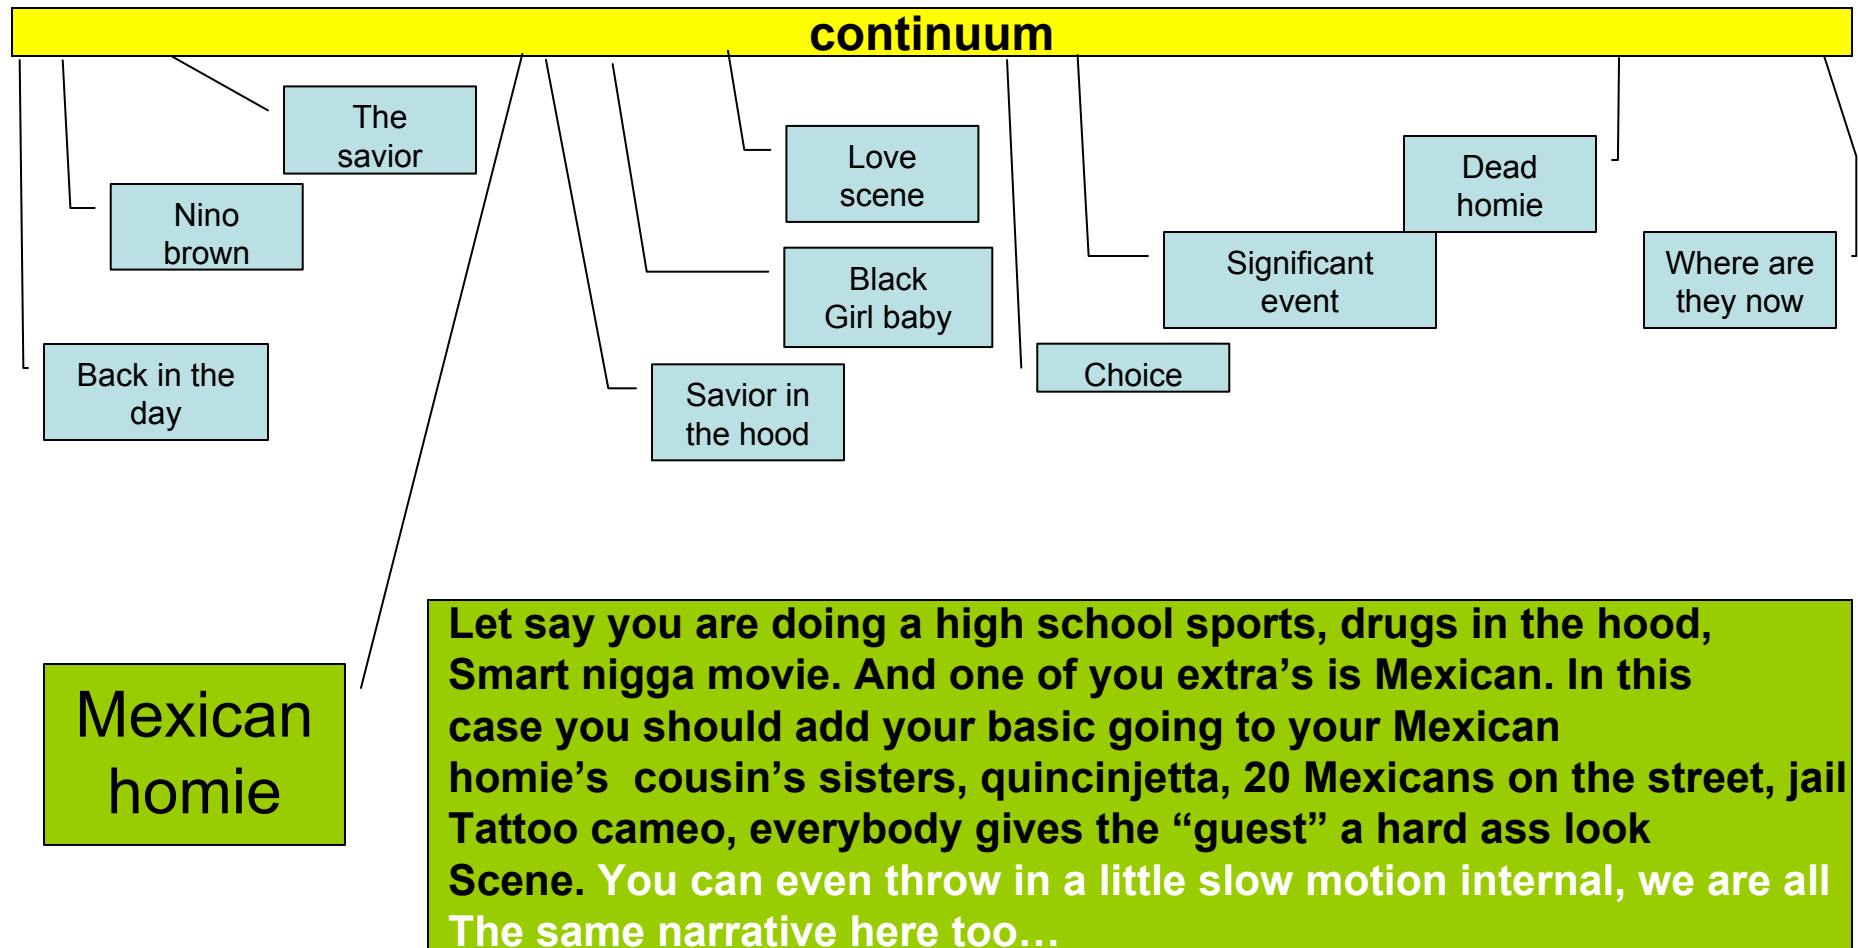 continuum
The
savior
Nino
brown
Back in the
day
Love
scene
Black
Girl baby
Savior in
the hood
Choice
Significant
event
Dead
homie
Where are
they now
Mexican
homie
Let say you are doing a high school sports, drugs in the hood,
Smart nigga movie. And one of you extra’s is Mexican. In this
case you should add your basic going to your Mexican
homie’s  cousin’s sisters, quincinjetta, 20 Mexicans on the street, jail
Tattoo cameo, everybody gives the “guest” a hard ass look
Scene. You can even throw in a little slow motion internal, we are all
The same narrative here too…